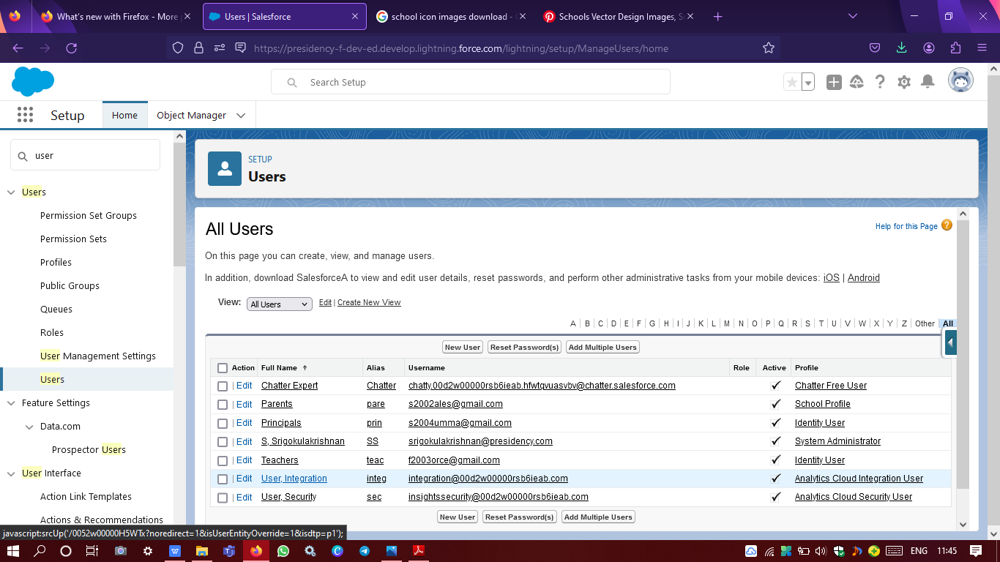 What's new with Firefox - More
Users | Salesforce
school icon images download -
Schools Vector Design Images, S
https://presidency-f-dev-ed.develop.lightning.force.com/lightning/setup/ManageUsers/home
Search Setup
Setup
Home
Object Manager
user
Users
Permission Set Groups
Permission Sets
Profiles
Public Groups
Queues
Roles
User Management Settings
Users
Feature Settings
Data.com
Prospector Users
User Interface
Action Link Templates
Actions & Recommendations
SETUP
Users
All Users
Help for this Page ?
On this page you can create, view, and manage users.
In addition, download SalesforceA to view and edit user details, reset passwords, and perform other administrative tasks from your mobile devices: iOS | Android
View: All Users Edit | Create New View
A | B | C | D | E | F | G | H | I | J | K | L | M | N | O | P | Q | R | S | T | U | V | W | X | Y | Z | Other | All
New User Reset Password(s) Add Multiple Users
Action Full Name Alias Username Role Active Profile
| Edit Chatter Expert Chatter chatty.00d2w00000rsb6ieab.hfwtqvuasvbv@chatter.salesforce.com Chatter Free User
| Edit Parents pare s2002ales@gmail.com School Profile
| Edit Principals prin s2004umma@gmail.com Identity User
| Edit S, Srigokulakrishnan SS srigokulakrishnan@presidency.com System Administrator
| Edit Teachers teac f2003orce@gmail.com Identity User
| Edit User, Integration integ integration@00d2w00000rsb6ieab.com Analytics Cloud Integration User
| Edit User, Security sec insightssecurity@00d2w00000rsb6ieab.com Analytics Cloud Security User
New User Reset Password(s) Add Multiple Users
javascript:srcUp('/0052w00000H5WTx?noredirect=1&isUserEntityOverride=1&isdtp=p1');
ENG 11:45